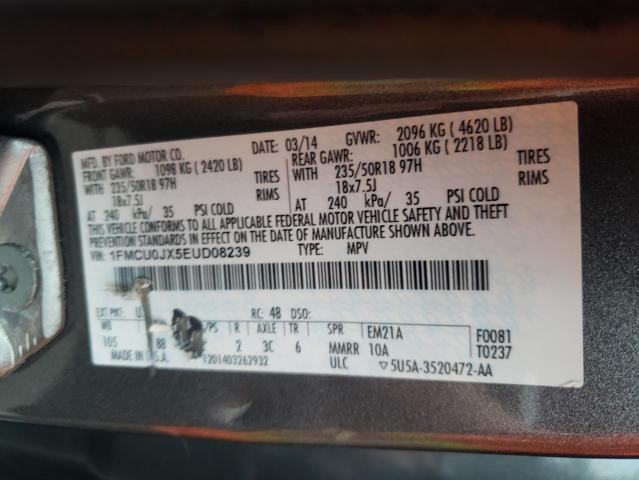 MFD. BY FORD MOTOR CO.
DATE: 03/14 GVWR: 2096 KG ( 4620 LB)
FRONT GAWR: 1098 KG ( 2420 LB) REAR GAWR: 1006 KG ( 2218 LB)
WITH 235/50R18 97H TIRES WITH 235/50R18 97H TIRES
18x7.5J RIMS 18x7.5J RIMS
AT 240 kPa/ 35 PSI COLD AT 240 kPa/ 35 PSI COLD
THIS VEHICLE CONFORMS TO ALL APPLICABLE FEDERAL MOTOR VEHICLE SAFETY AND THEFT
PREVENTION STANDARDS IN EFFECT ON THE DATE OF MANUFACTURE SHOWN ABOVE.
VIN: 1FMCU0JX5EUD08239 TYPE: MPV
EXT PNT: RC: 48 DSO:
WB R AXLE TR SPR EM21A F0081
105 88 2 3C 6 MMRR 10A T0237
MADE IN U.S.A. 1201403262932 ULC ▽5U5A-3520472-AA